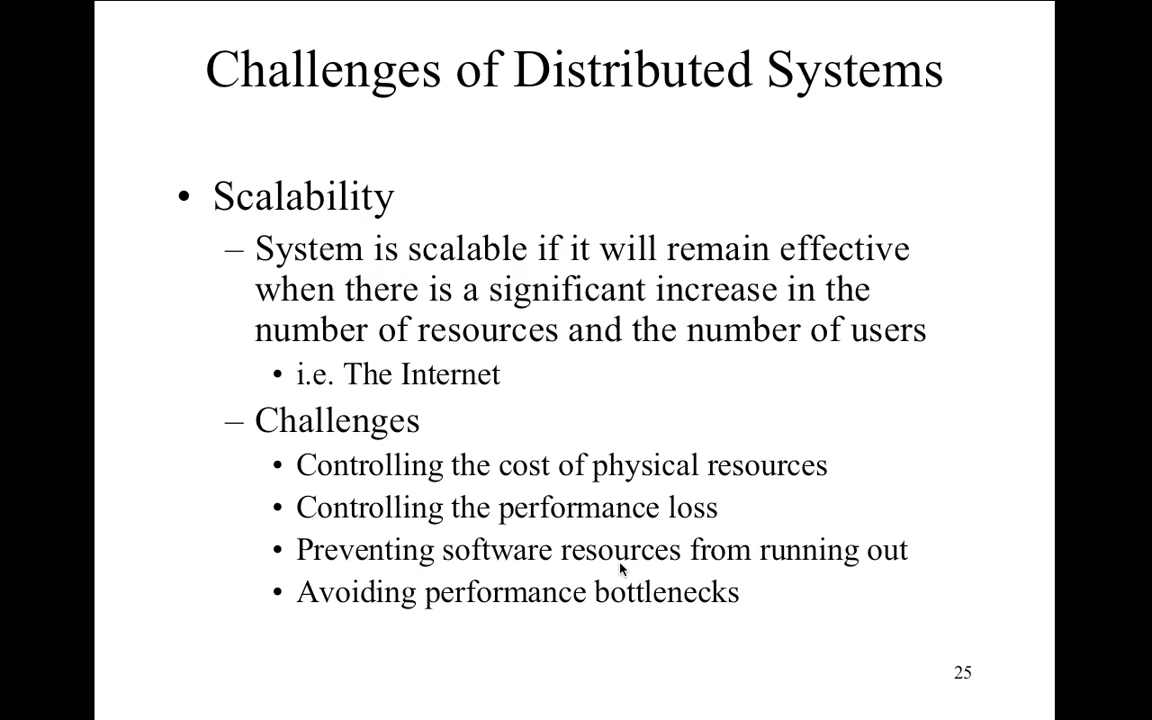 Challenges of Distributed Systems
• Scalability
– System is scalable if it will remain effective
when there is a significant increase in the
number of resources and the number of users
• i.e. The Internet
– Challenges
• Controlling the cost of physical resources
• Controlling the performance loss
• Preventing software resources from running out
• Avoiding performance bottlenecks
25